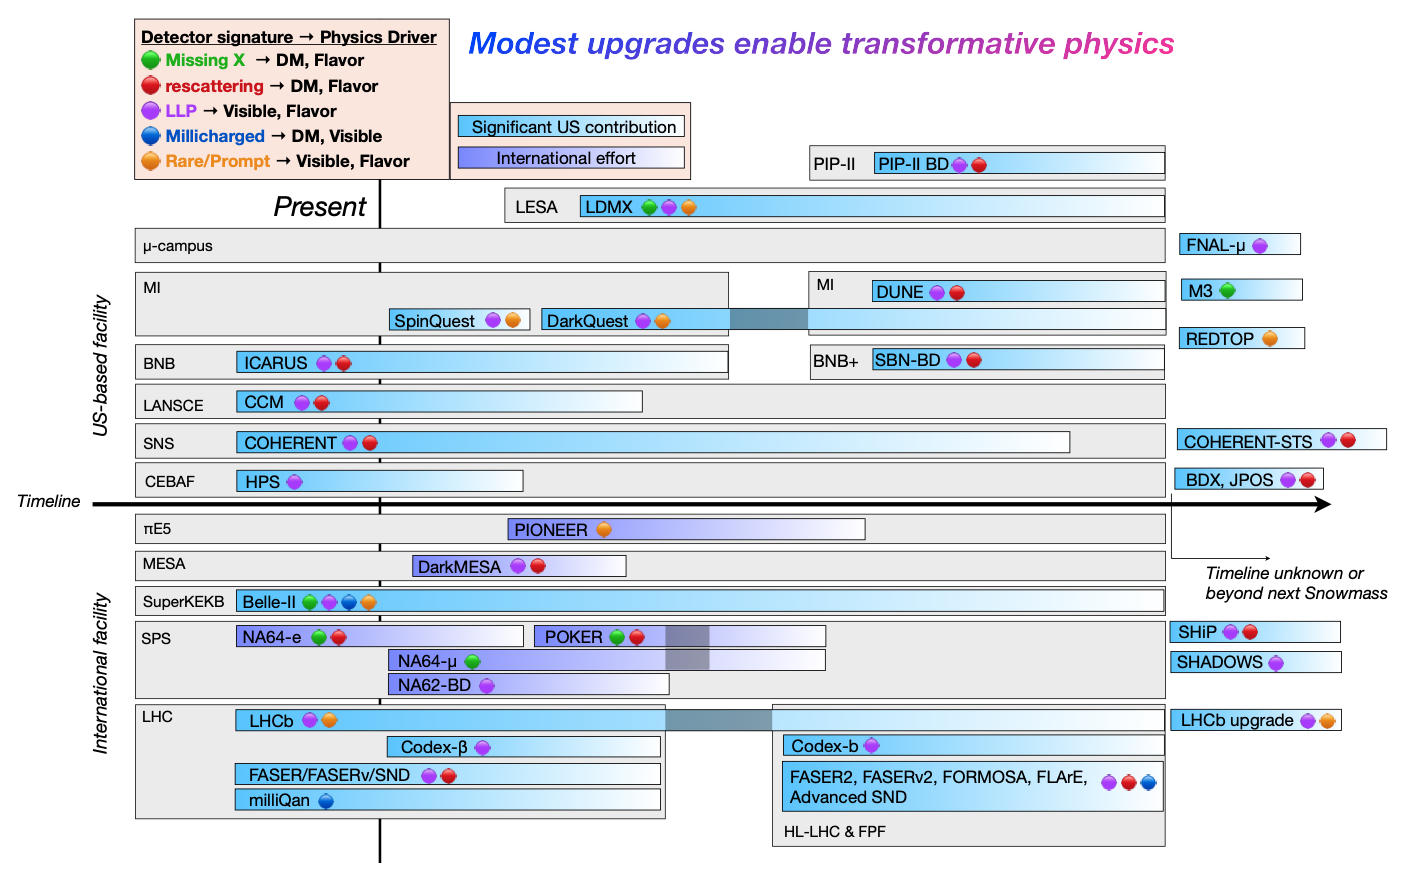 Modest upgrades enable transformative physics
Detector signature → Physics Driver
Missing X → DM, Flavor
rescattering → DM, Flavor
LLP → Visible, Flavor
Millicharged → DM, Visible
Rare/Prompt → Visible, Flavor
Significant US contribution
International effort
PIP-II
PIP-II BD
Present
LESA
LDMX
μ-campus
FNAL-μ
MI
MI
DUNE
M3
SpinQuest
DarkQuest
REDTOP
BNB
ICARUS
BNB+
SBN-BD
LANSCE
CCM
SNS
COHERENT
COHERENT-STS
CEBAF
HPS
BDX, JPOS
US-based facility
Timeline
πE5
PIONEER
MESA
DarkMESA
Timeline unknown or
beyond next Snowmass
SuperKEKB
Belle-II
International facility
SPS
NA64-e
POKER
SHiP
NA64-μ
SHADOWS
NA62-BD
LHC
LHCb
LHCb upgrade
Codex-β
Codex-b
FASER/FASERv/SND
FASER2, FASERv2, FORMOSA, FLArE,
Advanced SND
milliQan
HL-LHC & FPF